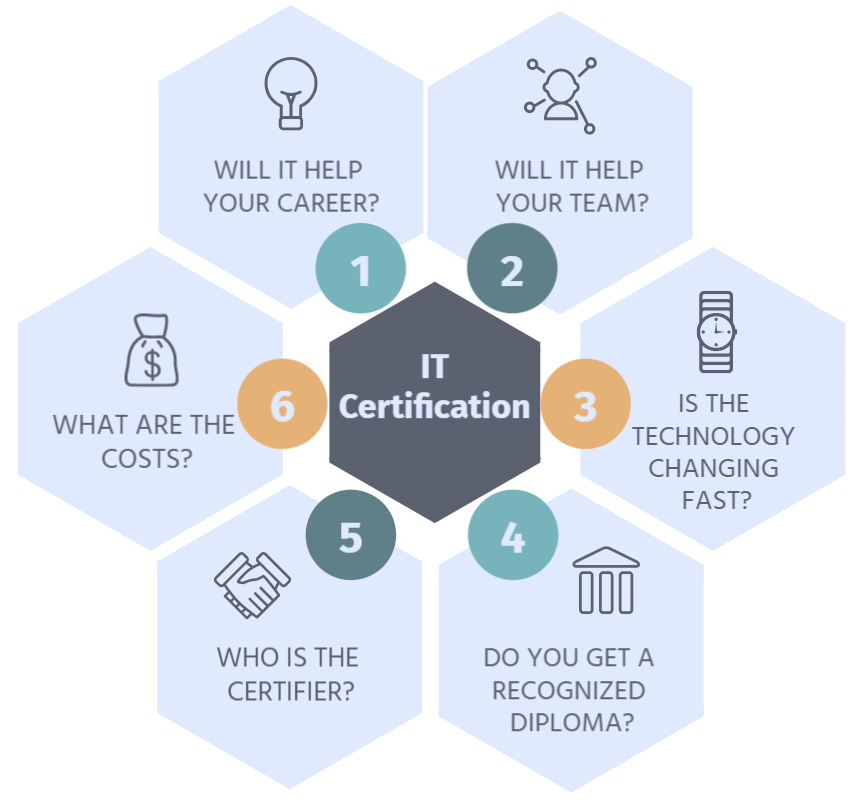 WILL IT HELP
YOUR CAREER?
1
WILL IT HELP
YOUR TEAM?
2
IT
Certification
3
IS THE
TECHNOLOGY
CHANGING
FAST?
4
DO YOU GET A
RECOGNIZED
DIPLOMA?
5
WHO IS THE
CERTIFIER?
6
$
WHAT ARE THE
COSTS?